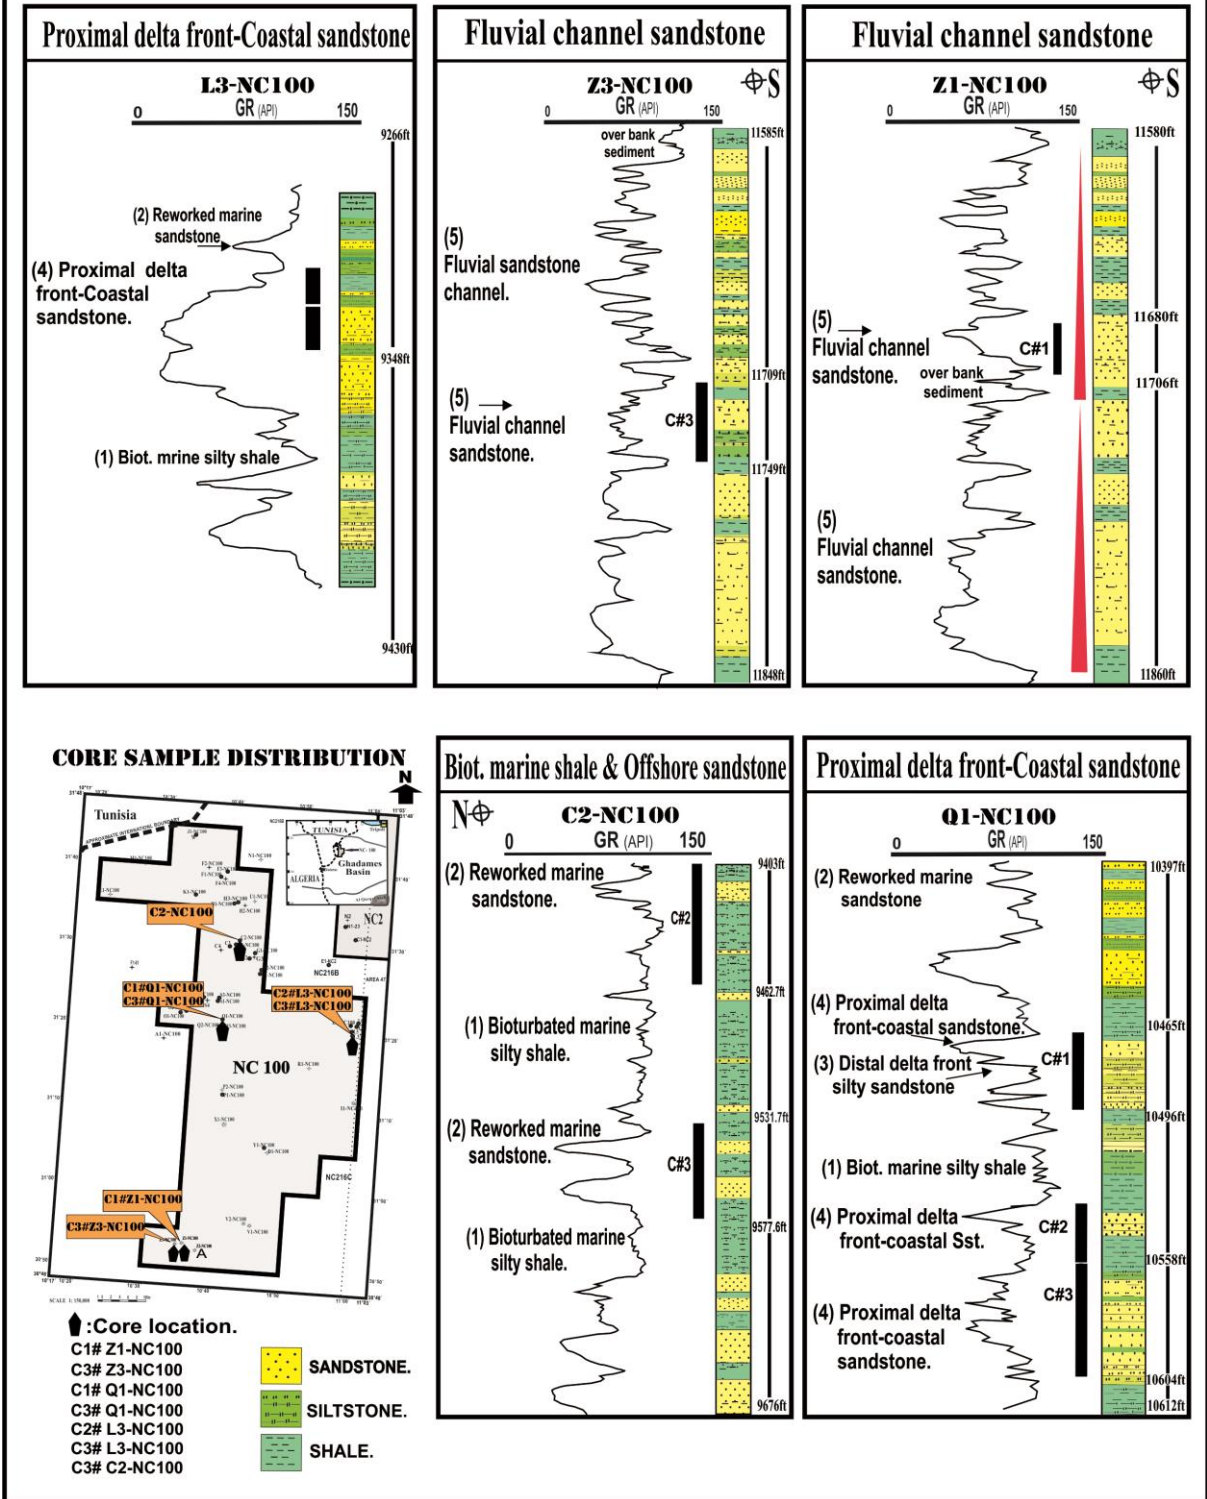 Proximal delta front-Coastal sandstone
L3-NC100
0
GR (API)
150
9266ft
(2) Reworked marine
sandstone
(4) Proximal delta
front-Coastal
sandstone.
9348ft
(1) Biot. mrine silty shale
9430ft
Fluvial channel sandstone
Z3-NC100
S
0
GR (API)
150
over bank
sediment
11585ft
(5)
Fluvial sandstone
channel.
11709ft
(5)
Fluvial channel
sandstone.
C#3
11749ft
11848ft
Fluvial channel sandstone
Z1-NC100
S
0
GR (API)
150
11580ft
11680ft
(5)
Fluvial channel
sandstone.
C#1
over bank
sediment
11706ft
(5)
Fluvial channel
sandstone.
11860ft
CORE SAMPLE DISTRIBUTION
N
Tunisia
APPROXIMATE INTERNATIONAL BOUNDARY
TUNISIA
Ghadames
Basin
ALGERIA
NC2
C2-NC100
NC216B
AREA 47
C1#Q1-NC100
C3#Q1-NC100
C2#L3-NC100
C3#L3-NC100
NC 100
NC216C
C1#Z1-NC100
C3#Z3-NC100
A
:Core location.
C1# Z1-NC100
C3# Z3-NC100
C1# Q1-NC100
C3# Q1-NC100
C2# L3-NC100
C3# L3-NC100
C3# C2-NC100
SANDSTONE.
SILTSTONE.
SHALE.
Biot. marine shale & Offshore sandstone
N
C2-NC100
0
GR (API)
150
(2) Reworked marine
sandstone.
9403ft
C#2
9462.7ft
(1) Bioturbated marine
silty shale.
9531.7ft
(2) Reworked marine
sandstone.
C#3
9577.6ft
(1) Bioturbated marine
silty shale.
9676ft
Proximal delta front-Coastal sandstone
Q1-NC100
0
GR (API)
150
10397ft
(2) Reworked marine
sandstone
(4) Proximal delta
front-coastal sandstone.
10465ft
(3) Distal delta front
silty sandstone
C#1
10496ft
(1) Biot. marine silty shale
(4) Proximal delta
front-coastal Sst.
C#2
10558ft
C#3
(4) Proximal delta
front-coastal
sandstone.
10604ft
10612ft